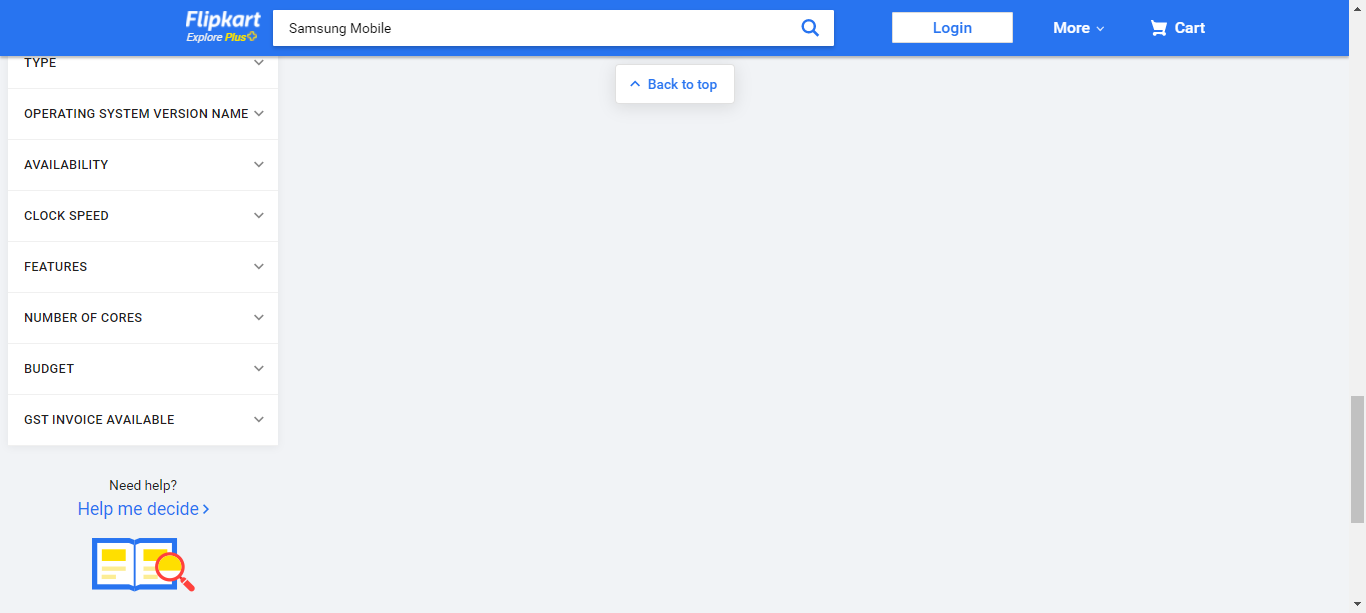 Flipkart
Explore Plus
Samsung Mobile
Login
More
Cart
TYPE
Back to top
OPERATING SYSTEM VERSION NAME
AVAILABILITY
CLOCK SPEED
FEATURES
NUMBER OF CORES
BUDGET
GST INVOICE AVAILABLE
Need help?
Help me decide